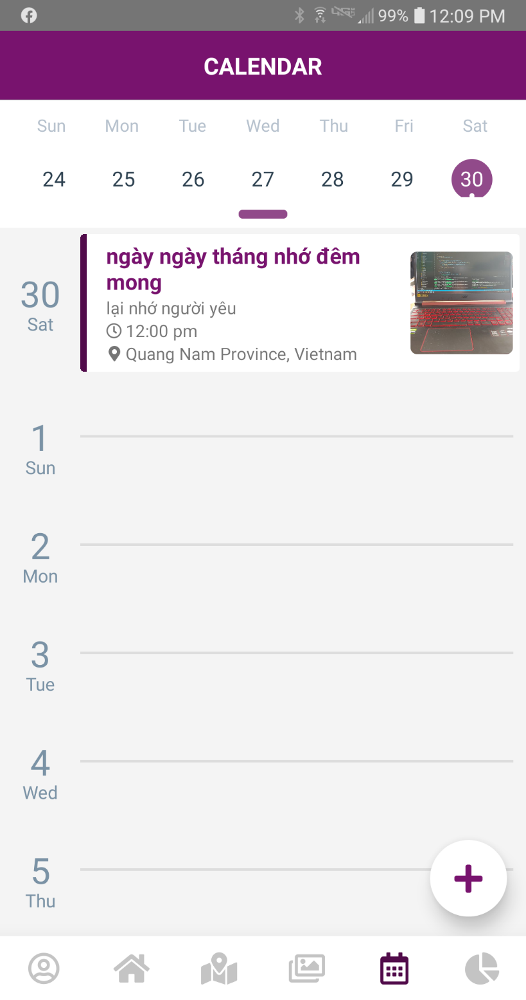 99% 12:09 PM
CALENDAR
Sun Mon Tue Wed Thu Fri Sat
24 25 26 27 28 29 30
30
Sat
ngày ngày tháng nhớ đêm
mong
lại nhớ người yêu
12:00 pm
Quang Nam Province, Vietnam
1
Sun
2
Mon
3
Tue
4
Wed
5
Thu